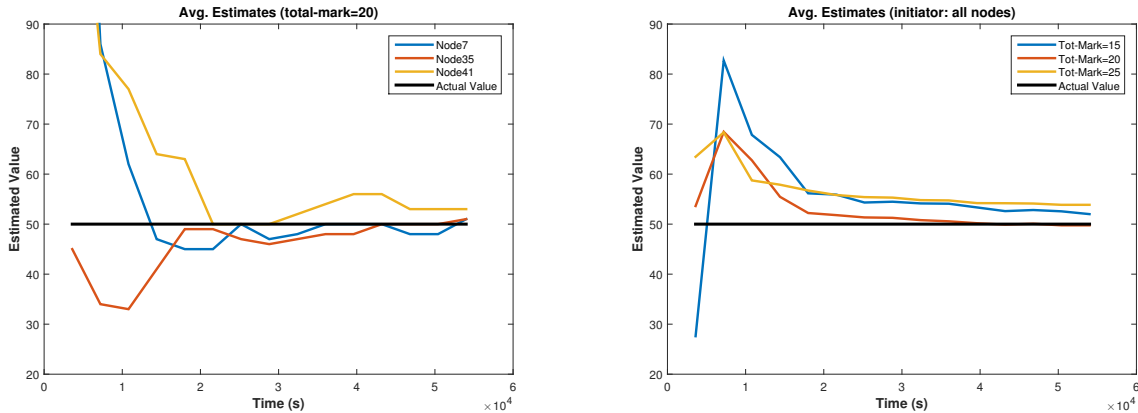 Avg. Estimates (total-mark=20)
90
80
70
60
50
40
30
20
Estimated Value
0
1
2
3
4
5
6
Time (s)
×10^4
Node7
Node35
Node41
Actual Value
Avg. Estimates (initiator: all nodes)
90
80
70
60
50
40
30
20
Estimated Value
0
1
2
3
4
5
6
Time (s)
×10^4
Tot-Mark=15
Tot-Mark=20
Tot-Mark=25
Actual Value